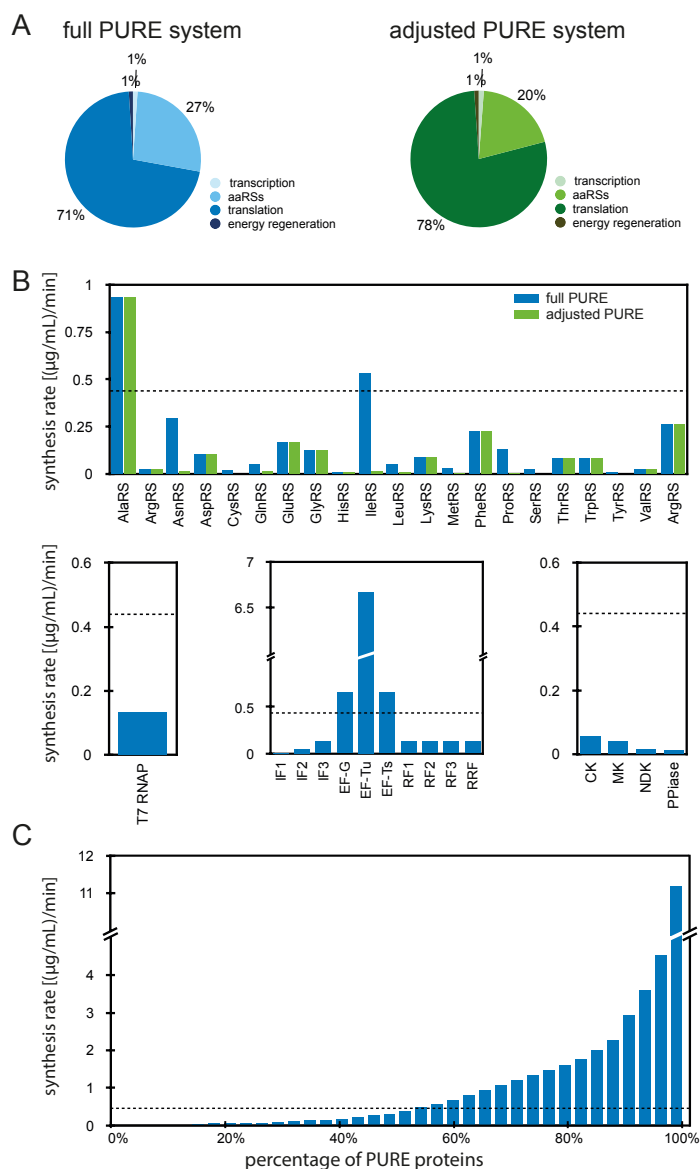 A
full PURE system
adjusted PURE system
1%
1%
27%
71%
transcription
aaRSs
translation
energy regeneration
1%
1%
20%
78%
transcription
aaRSs
translation
energy regeneration
B
synthesis rate [(µg/mL)/min]
1
0.75
0.5
0.25
0
full PURE
adjusted PURE
AlaRS
ArgRS
AsnRS
AspRS
CysRS
GlnRS
GluRS
GlyRS
HisRS
IleRS
LeuRS
LysRS
MetRS
PheRS
ProRS
SerRS
ThrRS
TrpRS
TyrRS
ValRS
ArgRS
synthesis rate [(µg/mL)/min]
0.6
0.4
0.2
0
T7 RNAP
7
6.5
0.5
0
IF1
IF2
IF3
EF-G
EF-Tu
EF-Ts
RF1
RF2
RF3
RRF
0.6
0.4
0.2
0
CK
MK
NDK
PPiase
C
synthesis rate [(µg/mL)/min]
12
11
4
3
2
1
0
0%
20%
40%
60%
80%
100%
percentage of PURE proteins